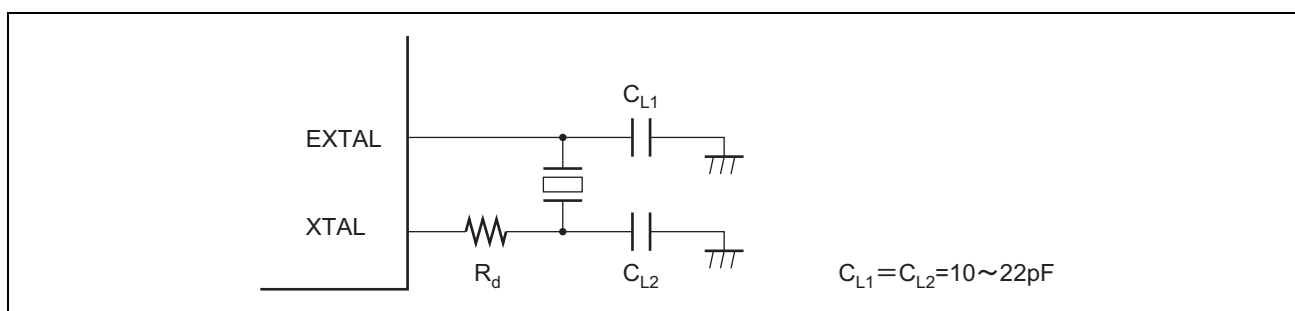 C_L1
EXTAL
XTAL
R_d
C_L2
C_L1＝C_L2=10～22pF